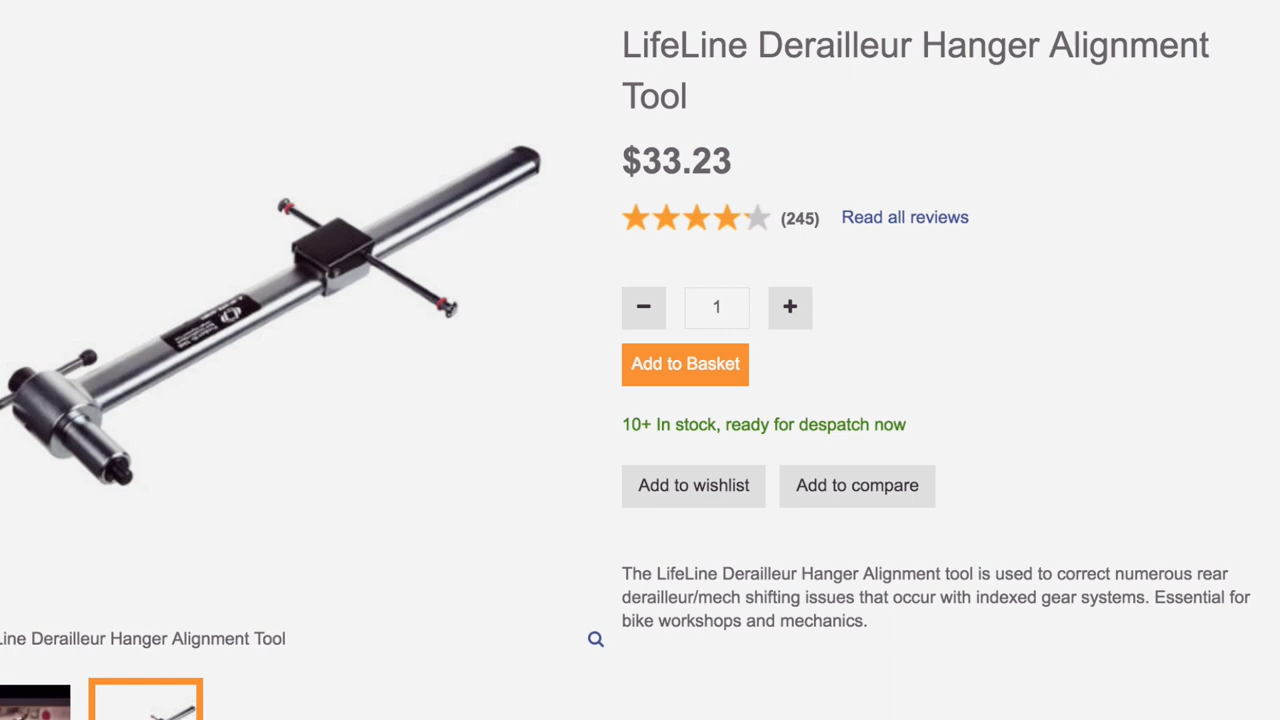 LifeLine Derailleur Hanger Alignment
Tool
$33.23
(245) Read all reviews
− 1 +
Add to Basket
10+ In stock, ready for despatch now
Add to wishlist Add to compare
The LifeLine Derailleur Hanger Alignment tool is used to correct numerous rear
derailleur/mech shifting issues that occur with indexed gear systems. Essential for
bike workshops and mechanics.
Line Derailleur Hanger Alignment Tool